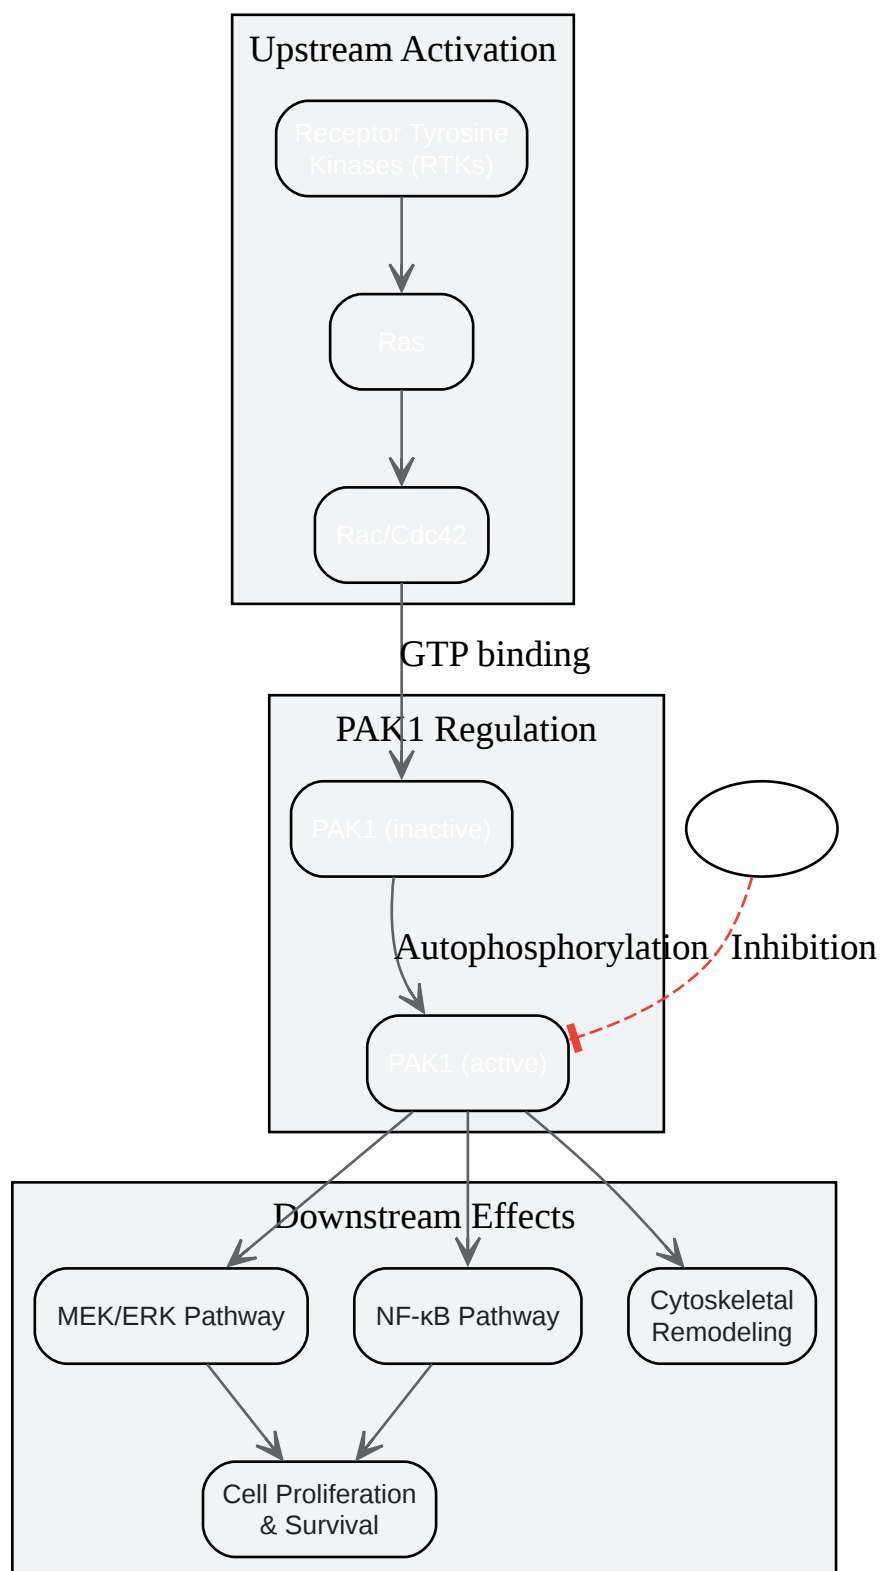 Upstream Activation
Receptor Tyrosine
Kinases (RTKs)
Ras
Rac/Cdc42
GTP binding
PAK1 Regulation
PAK1 (inactive)
Autophosphorylation
Inhibition
PAK1 (active)
Downstream Effects
MEK/ERK Pathway
NF-κB Pathway
Cytoskeletal
Remodeling
Cell Proliferation
& Survival